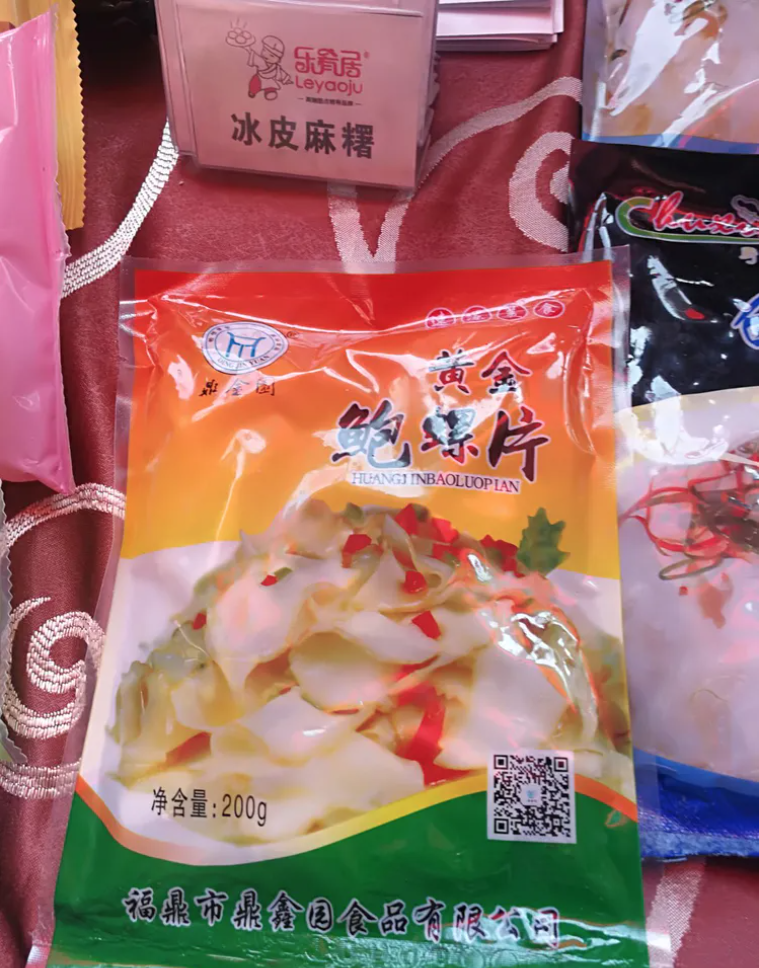 乐肴居®
Leyaoju
冰皮麻糬
鼎鑫园
黄金
鲍螺片
HUANGJINBAOLUOPIAN
净含量:200g
福鼎市鼎鑫园食品有限公司